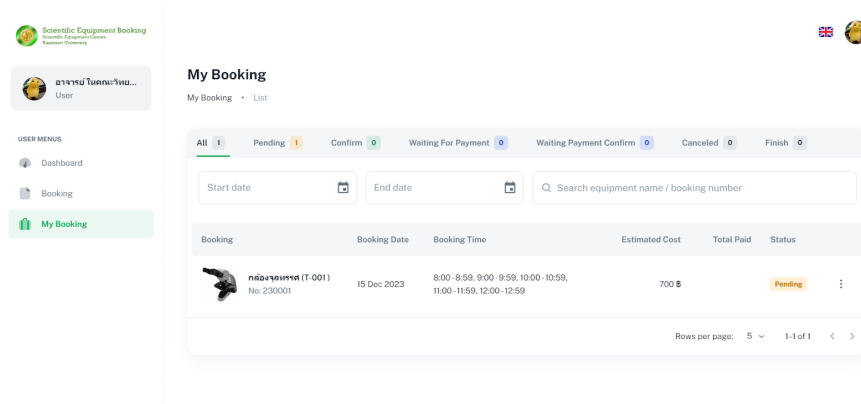 Scientific Equipment Booking
Scientific Equipment Center,
Kasetsart University
อาจารย์ ในคณะวิทย...
User
USER MENUS
Dashboard
Booking
My Booking
My Booking
My Booking • List
All 1 Pending 1 Confirm 0 Waiting For Payment 0 Waiting Payment Confirm 0 Canceled 0 Finish 0
Start date End date Search equipment name / booking number
Booking Booking Date Booking Time Estimated Cost Total Paid Status
กล้องจุลทรรศ (T-001 )
No: 230001
15 Dec 2023
8:00 - 8:59, 9:00 - 9:59, 10:00 - 10:59,
11:00 - 11:59, 12:00 - 12:59
700 ฿
Pending
Rows per page: 5 1–1 of 1